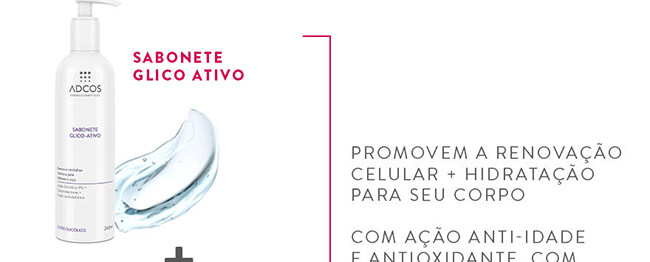 SABONETE
GLICO ATIVO
ADCOS
SABONETE
GLICO-ATIVO
PROMOVEM A RENOVAÇÃO
CELULAR + HIDRATAÇÃO
PARA SEU CORPO
COM AÇÃO ANTI-IDADE
E ANTIOXIDANTE, COM
+